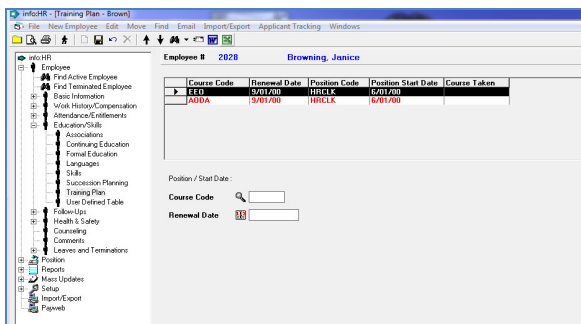 info:HR - [Training Plan - Brown]
File New Employee Edit Move Find Email Import/Export Applicant Tracking Windows
info:HR
Employee
Find Active Employee
Find Terminated Employee
Basic Information
Work History/Compensation
Attendance/Entitlements
Education/Skills
Associations
Continuing Education
Formal Education
Languages
Skills
Succession Planning
Training Plan
User Defined Table
Follow-Ups
Health & Safety
Counseling
Comments
Leaves and Terminations
Position
Reports
Mass Updates
Setup
Import/Export
Payweb
Employee # 2028 Browning, Janice
Course Code Renewal Date Position Code Position Start Date Course Taken
EEO 9/01/00 HRCLK 6/01/00
AODA 9/01/00 HRCLK 6/01/00
Position / Start Date :
Course Code
Renewal Date